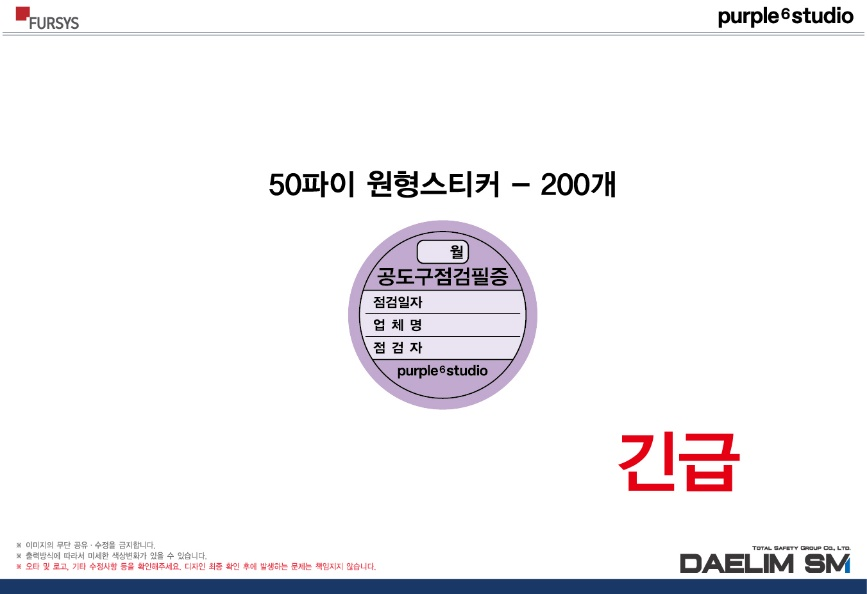 FURSYS
purple6studio
50파이 원형스티커 – 200개
월
공도구점검필증
점검일자
업 체 명
점 검 자
purple6studio
긴급
※ 이미지의 무단 공유 · 수정을 금지합니다.
※ 출력방식에 따라서 미세한 색상변화가 있을 수 있습니다.
※ 오타 및 로고, 기타 수정사항 등을 확인해주세요. 디자인 최종 확인 후에 발생하는 문제는 책임지지 않습니다.
TOTAL SAFETY GROUP CO., LTD.
DAELIM SM